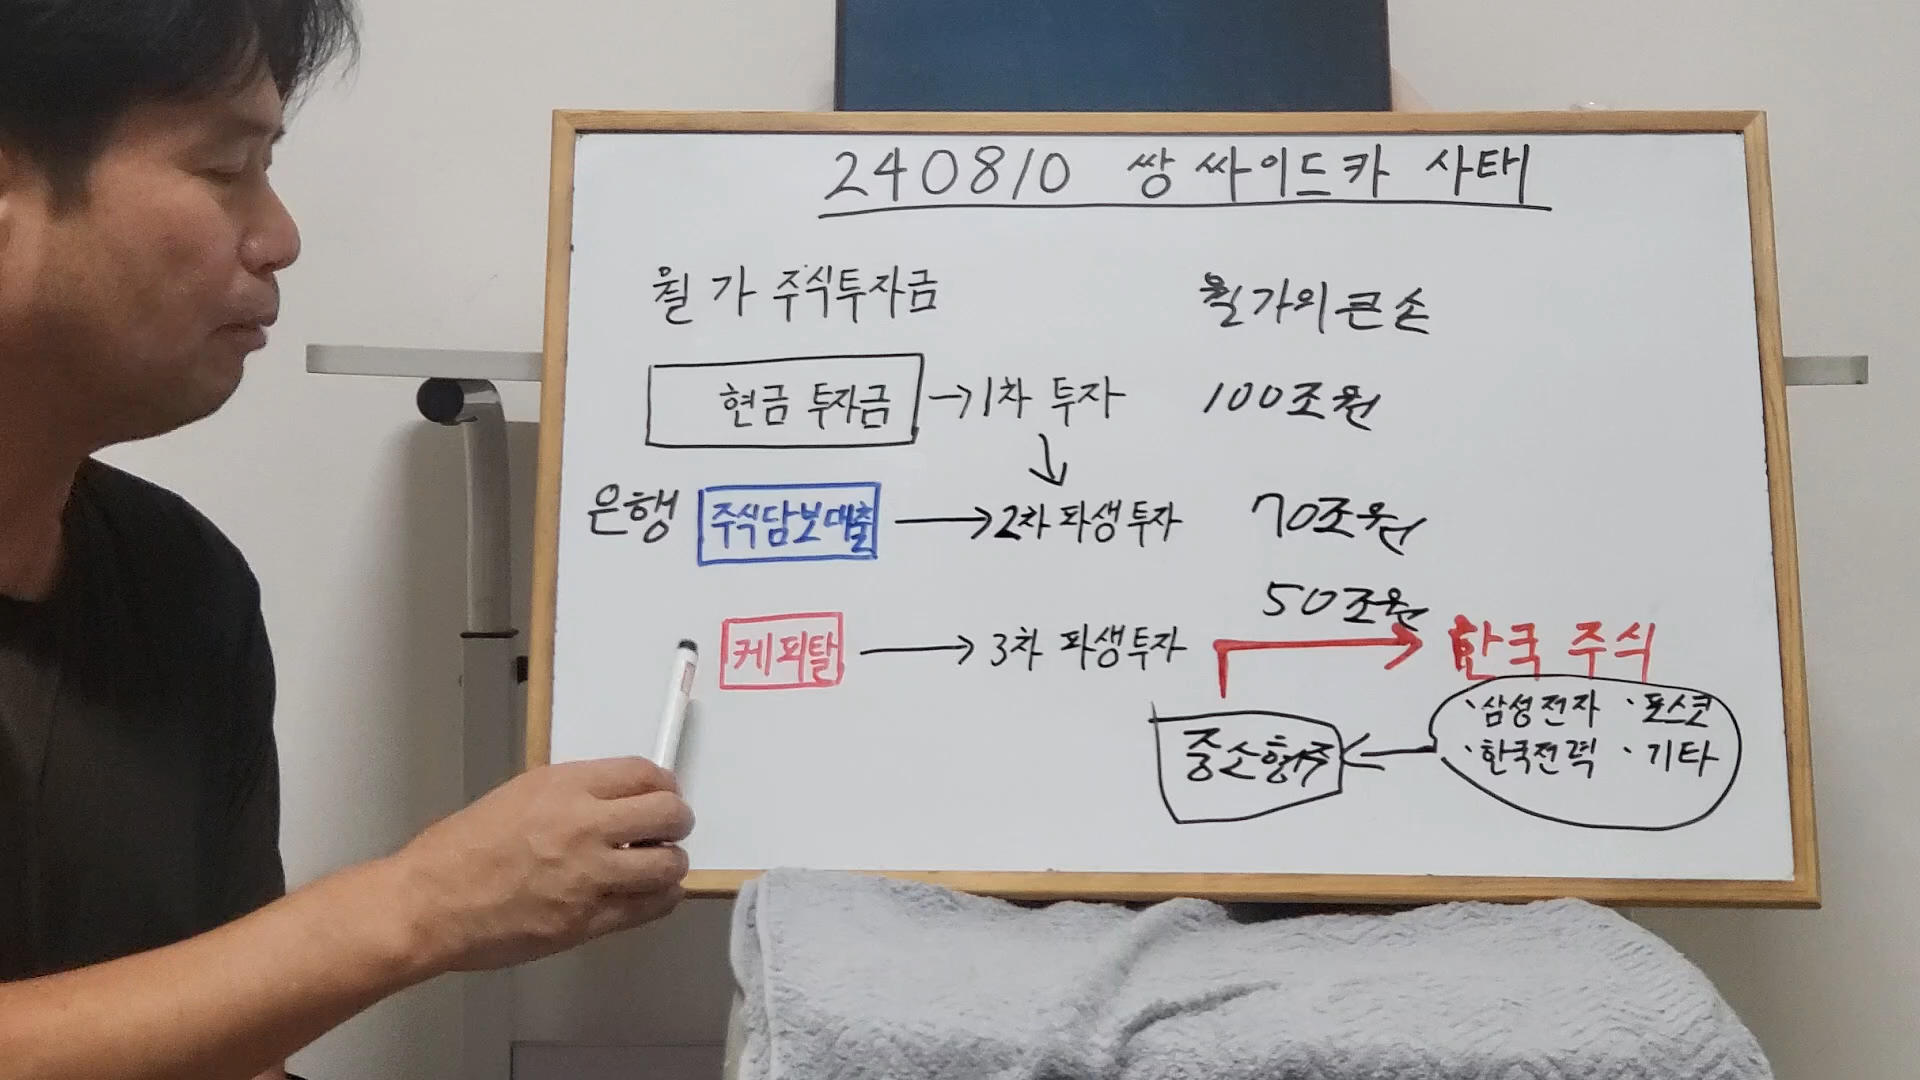 240810 쌍 싸이드카 사태
월 가 주식투자금
월가의 큰 손
현금 투자금 → 1차 투자 100조원
은행 주식담보대출 → 2차 파생투자 70조원
50조원
케피탈 → 3차 파생투자 → 한국 주식
· 삼성전자 · 포스코
중소형주 ← · 한국전력 · 기타